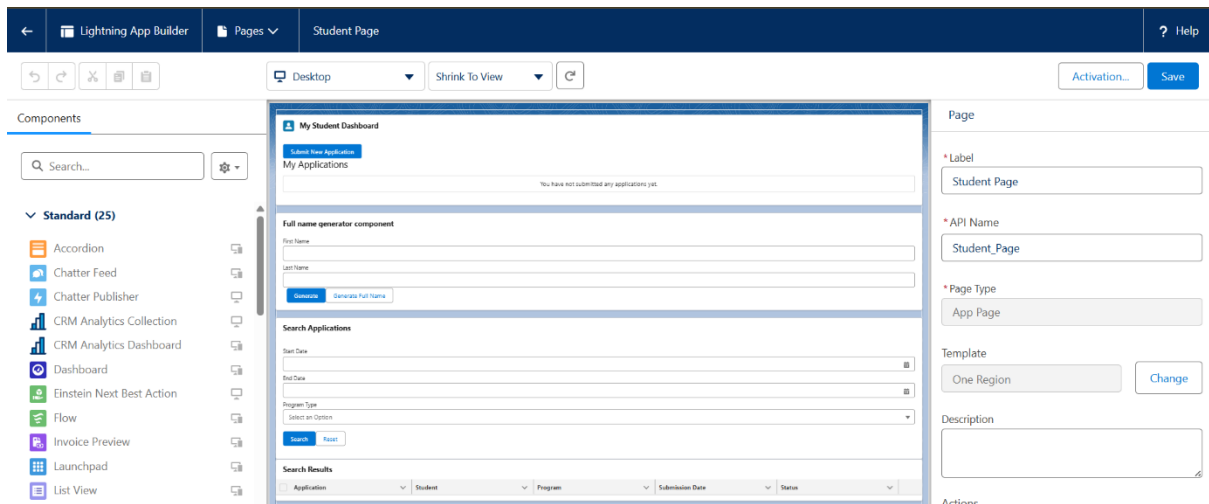 Lightning App Builder
Pages
Student Page
? Help
Desktop
Shrink To View
Activation...
Save
Components
Search...
Standard (25)
Accordion
Chatter Feed
Chatter Publisher
CRM Analytics Collection
CRM Analytics Dashboard
Dashboard
Einstein Next Best Action
Flow
Invoice Preview
Launchpad
List View
My Student Dashboard
Submit New Application
My Applications
You have not submitted any applications yet.
Full name generator component
First Name
Last Name
Generate
Generate Full Name
Search Applications
Start Date
End Date
Program Type
Select an Option
Search
Reset
Search Results
Application
Student
Program
Submission Date
Status
Page
*Label
Student Page
*API Name
Student_Page
*Page Type
App Page
Template
One Region
Change
Description
Actions